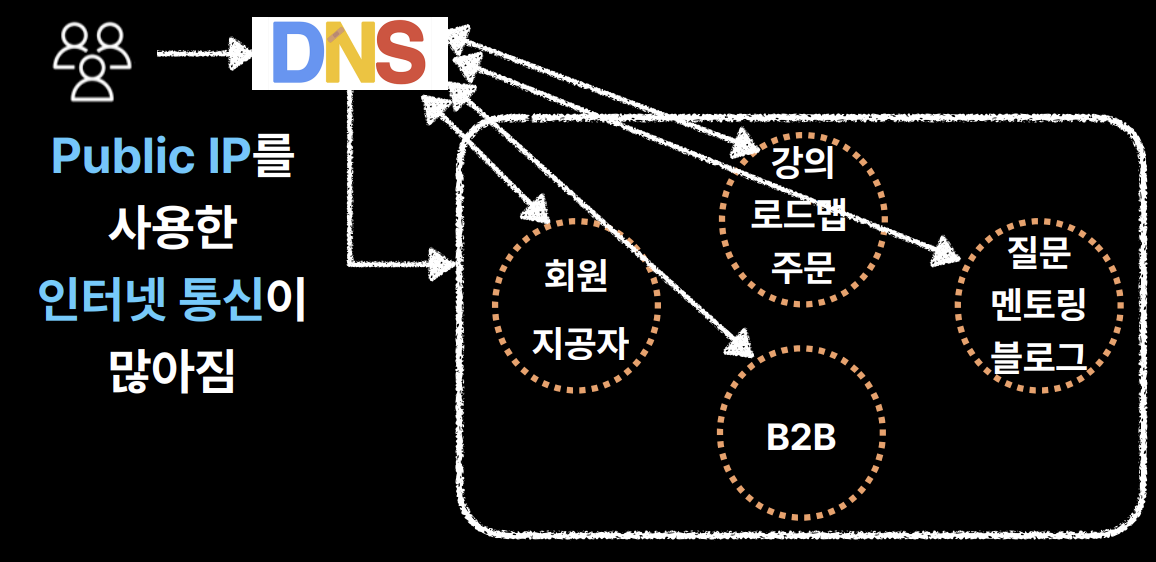 DNS
Public IP를
사용한
인터넷 통신이
많아짐
강의
로드맵
주문
회원
지공자
질문
멘토링
블로그
B2B